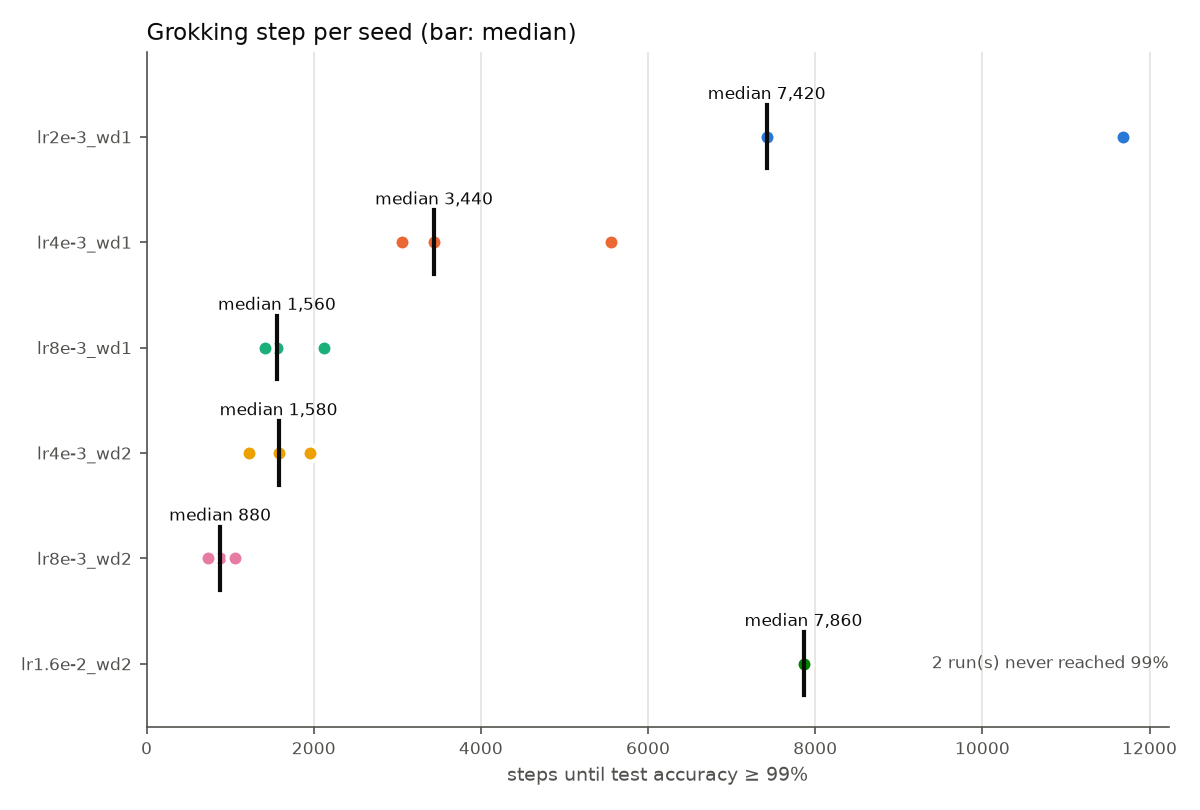 Grokking step per seed (bar: median)
lr2e-3_wd1
median 7,420
lr4e-3_wd1
median 3,440
lr8e-3_wd1
median 1,560
lr4e-3_wd2
median 1,580
lr8e-3_wd2
median 880
lr1.6e-2_wd2
median 7,860
2 run(s) never reached 99%
0 2000 4000 6000 8000 10000 12000
steps until test accuracy ≥ 99%